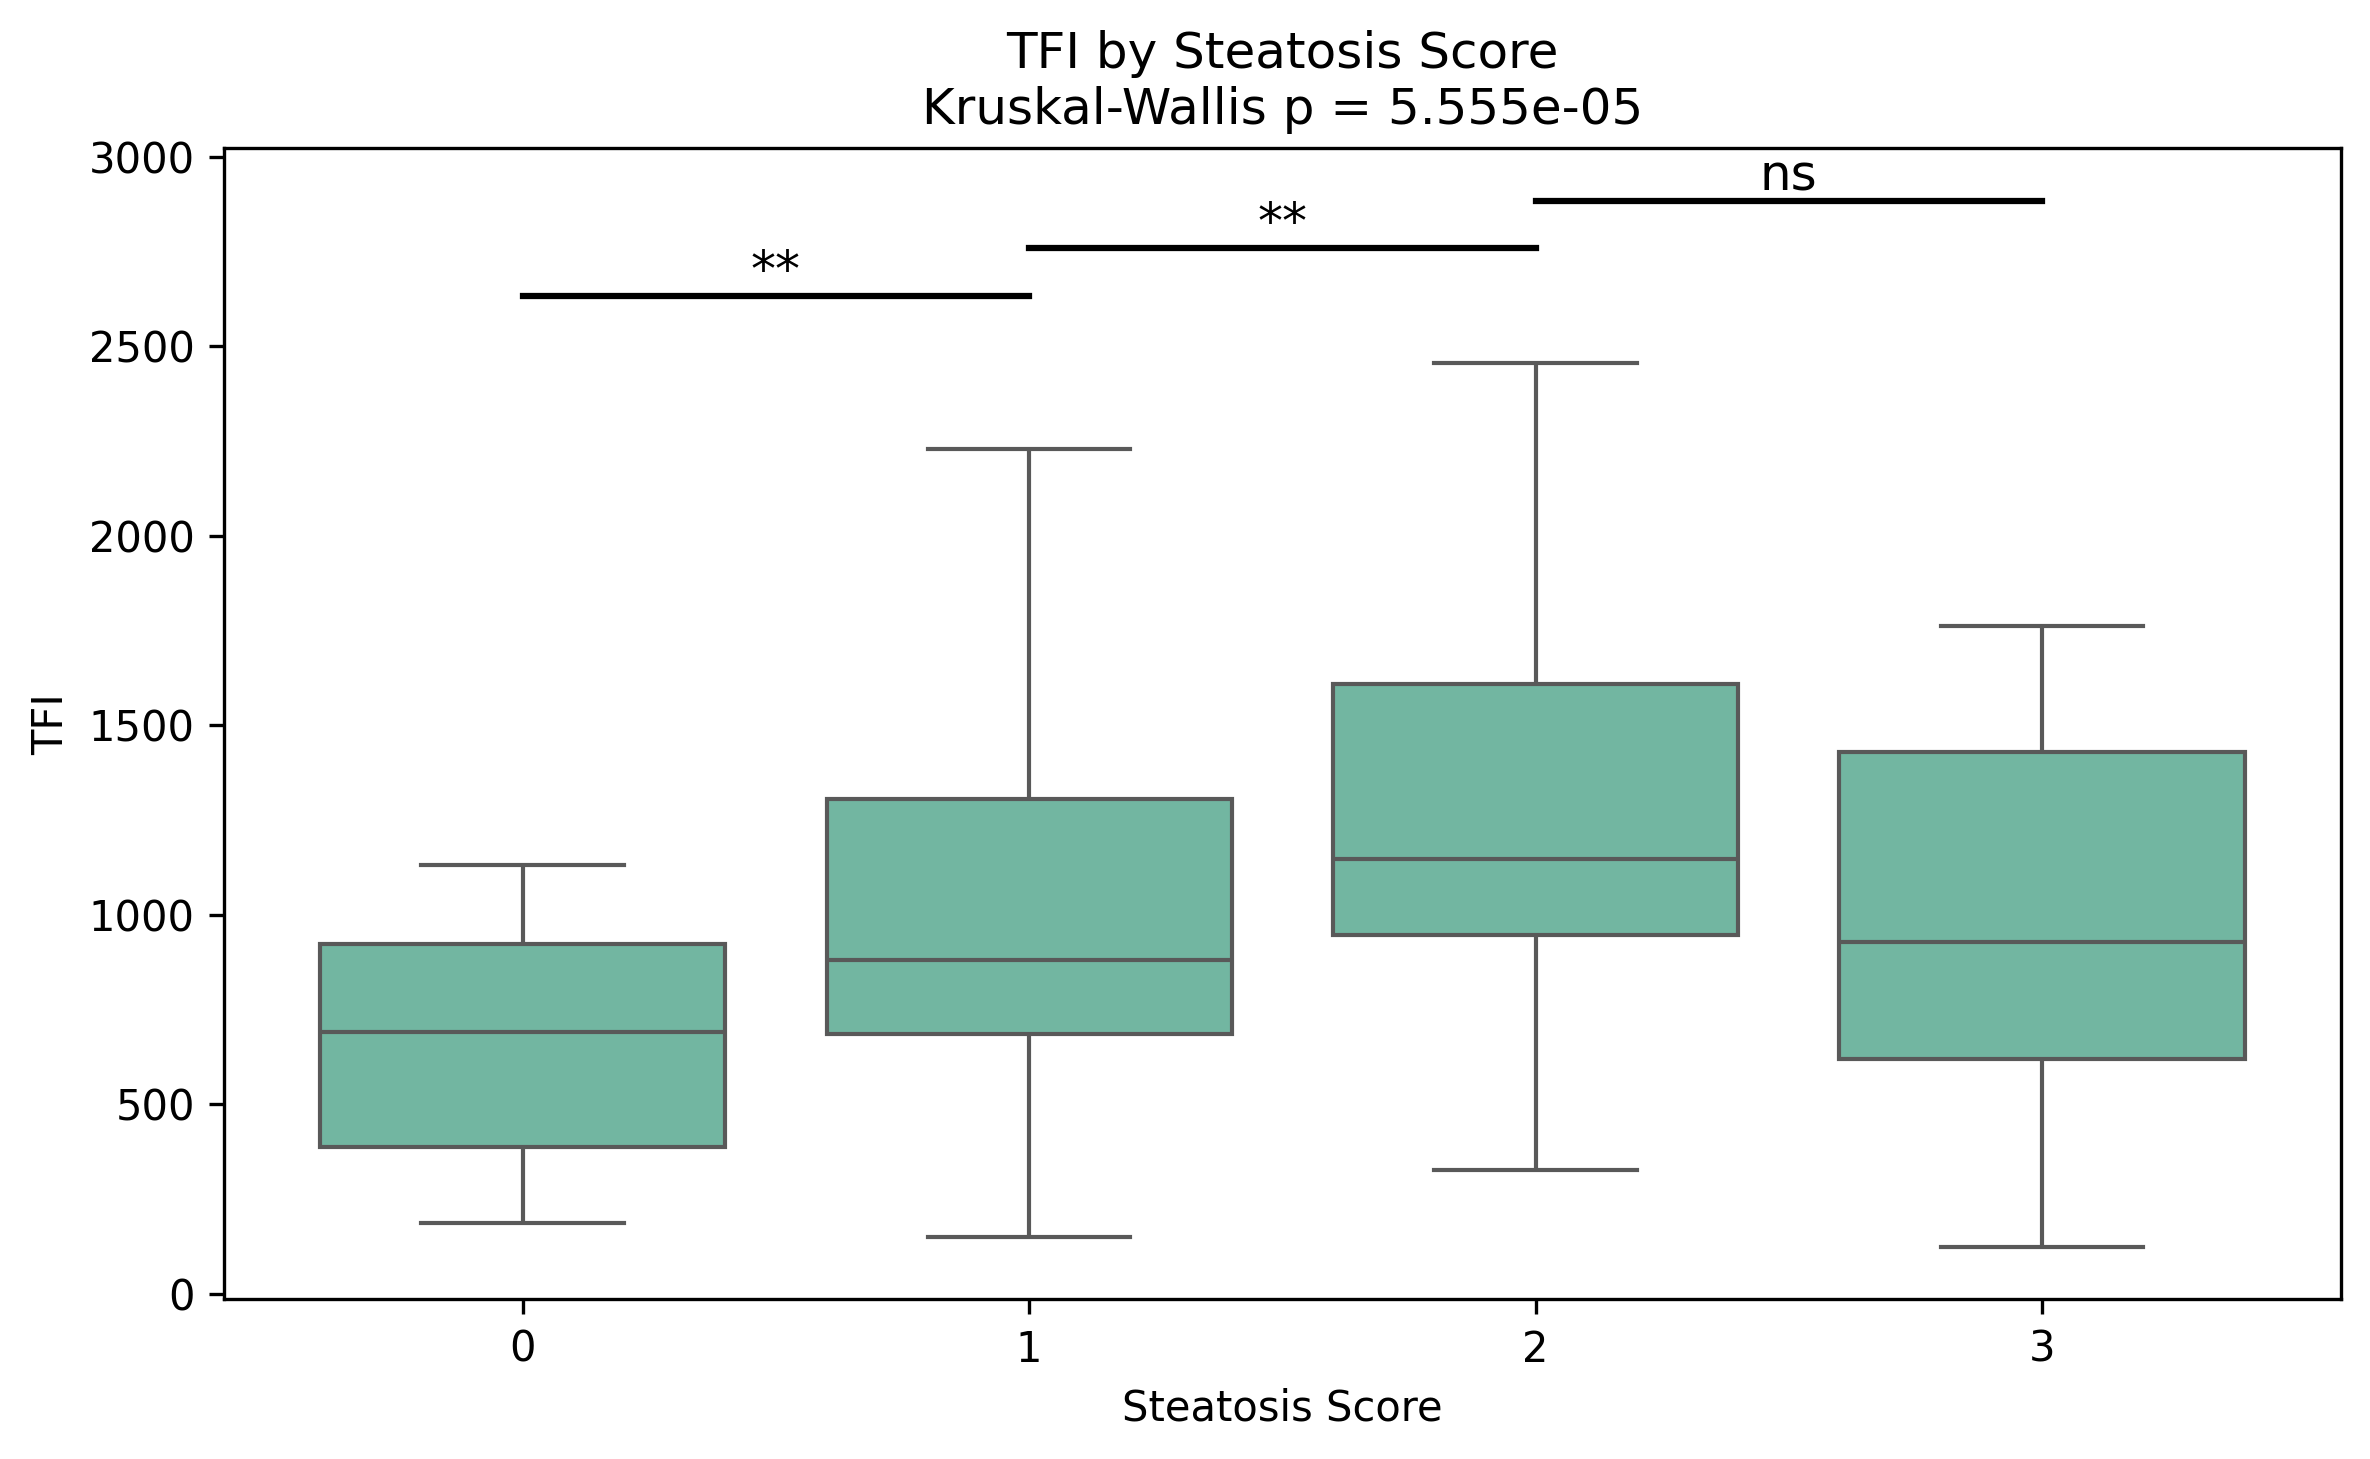 TFI by Steatosis Score
Kruskal-Wallis p = 5.555e-05
3000
ns
**
**
2500
2000
1500
TFI
1000
500
0
0 1 2 3
Steatosis Score